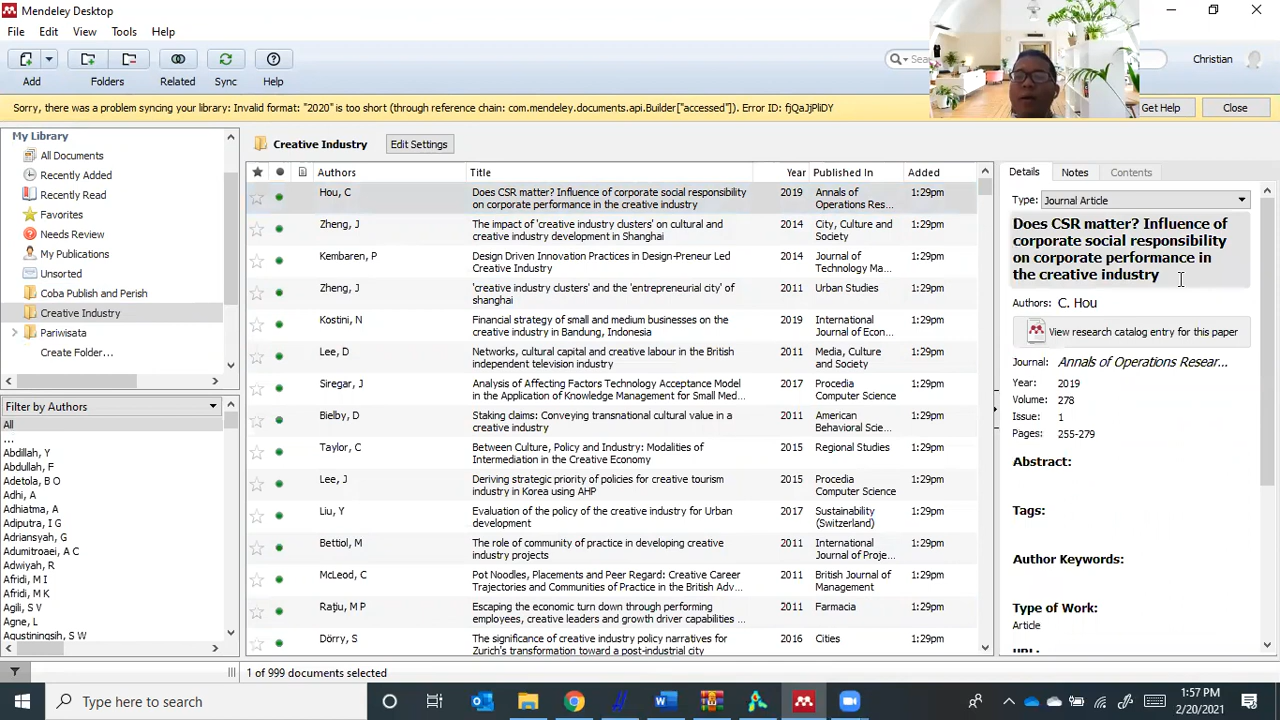 Mendeley Desktop
File Edit View Tools Help
Add Folders Related Sync Help
Christian
Sorry, there was a problem syncing your library: Invalid format: "2020" is too short (through reference chain: com.mendeley.documents.api.Builder["accessed"]). Error ID: fjQaJjPliDY
Get Help Close
My Library
All Documents
Recently Added
Recently Read
Favorites
Needs Review
My Publications
Unsorted
Coba Publish and Perish
Creative Industry
Pariwisata
Create Folder...
Filter by Authors
All
...
Abdillah, Y
Abdullah, F
Adetola, B O
Adhi, A
Adhiatma, A
Adiputra, I G
Adriansyah, G
Adumitroaei, A C
Adwiyah, R
Afridi, M I
Afridi, M K
Agili, S V
Agne, L
Agustiningsih, S W
Creative Industry Edit Settings
Authors Title Year Published In Added
Hou, C Does CSR matter? Influence of corporate social responsibility 2019 Annals of 1:29pm
on corporate performance in the creative industry Operations Res...
Zheng, J The impact of 'creative industry clusters' on cultural and 2014 City, Culture and 1:29pm
creative industry development in Shanghai Society
Kembaren, P Design Driven Innovation Practices in Design-Preneur Led 2014 Journal of 1:29pm
Creative Industry Technology Ma...
Zheng, J 'creative industry clusters' and the 'entrepreneurial city' of 2011 Urban Studies 1:29pm
shanghai
Kostini, N Financial strategy of small and medium businesses on the 2019 International 1:29pm
creative industry in Bandung, Indonesia Journal of Econ...
Lee, D Networks, cultural capital and creative labour in the British 2011 Media, Culture 1:29pm
independent television industry and Society
Siregar, J Analysis of Affecting Factors Technology Acceptance Model 2017 Procedia 1:29pm
in the Application of Knowledge Management for Small Med... Computer Science
Bielby, D Staking claims: Conveying transnational cultural value in a 2011 American 1:29pm
creative industry Behavioral Scie...
Taylor, C Between Culture, Policy and Industry: Modalities of 2015 Regional Studies 1:29pm
Intermediation in the Creative Economy
Lee, J Deriving strategic priority of policies for creative tourism 2015 Procedia 1:29pm
industry in Korea using AHP Computer Science
Liu, Y Evaluation of the policy of the creative industry for Urban 2017 Sustainability 1:29pm
development (Switzerland)
Bettiol, M The role of community of practice in developing creative 2011 International 1:29pm
industry projects Journal of Proje...
McLeod, C Pot Noodles, Placements and Peer Regard: Creative Career 2011 British Journal of 1:29pm
Trajectories and Communities of Practice in the British Adv... Management
Raţiu, M P Escaping the economic turn down through performing 2011 Farmacia 1:29pm
employees, creative leaders and growth driver capabilities ...
Dörry, S The significance of creative industry policy narratives for 2016 Cities 1:29pm
Zurich's transformation toward a post-industrial city
Details Notes Contents
Type: Journal Article
Does CSR matter? Influence of
corporate social responsibility
on corporate performance in
the creative industry
Authors: C. Hou
View research catalog entry for this paper
Journal: Annals of Operations Resear...
Year: 2019
Volume: 278
Issue: 1
Pages: 255-279
Abstract:
Tags:
Author Keywords:
Type of Work:
Article
URL:
1 of 999 documents selected
Type here to search
1:57 PM
2/20/2021